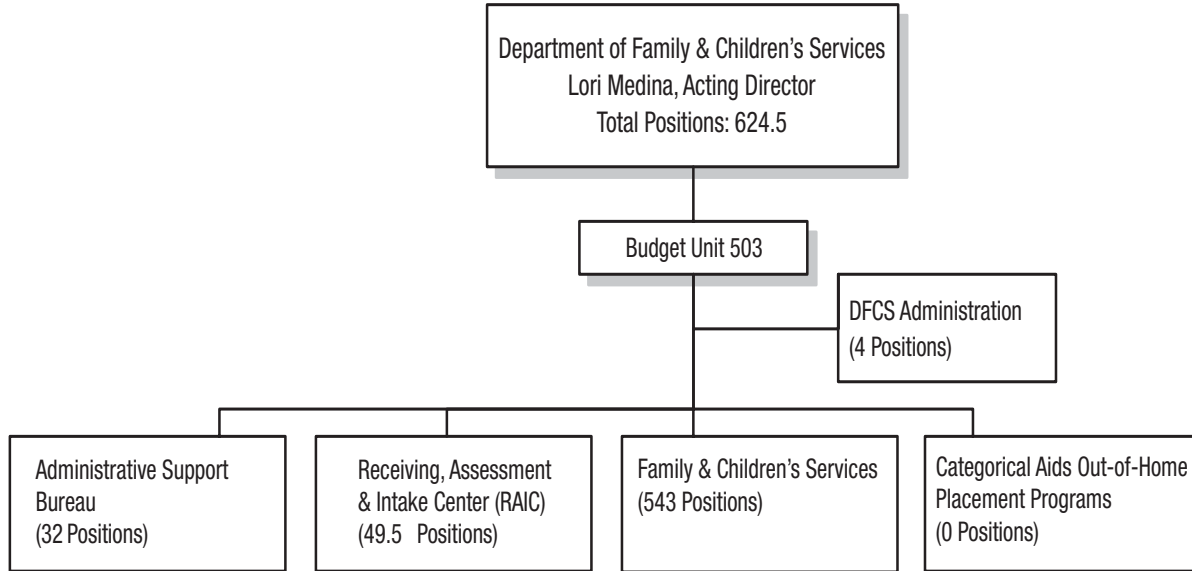 Department of Family & Children’s Services
Lori Medina, Acting Director
Total Positions: 624.5
Budget Unit 503
DFCS Administration
(4 Positions)
Administrative Support
Bureau
(32 Positions)
Receiving, Assessment
& Intake Center (RAIC)
(49.5 Positions)
Family & Children’s Services
(543 Positions)
Categorical Aids Out-of-Home
Placement Programs
(0 Positions)